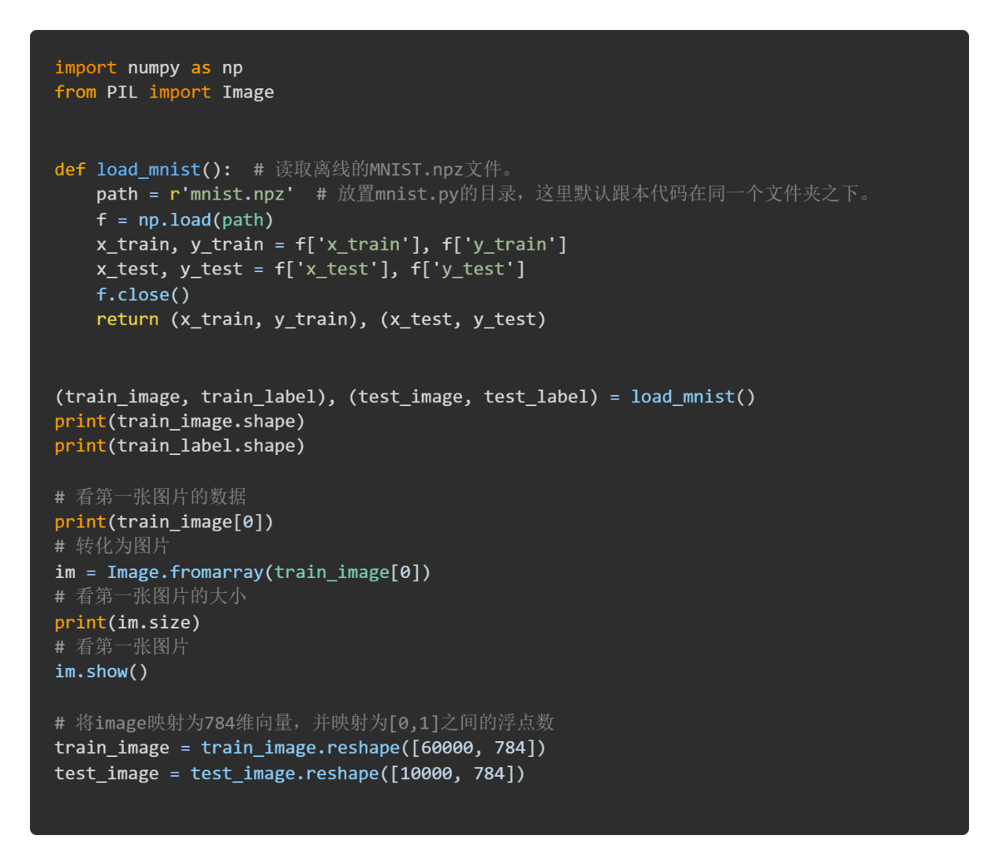 import numpy as np
from PIL import Image
def load_mnist():  # 读取离线的MNIST.npz文件。
    path = r'mnist.npz'  # 放置mnist.py的目录，这里默认跟本代码在同一个文件夹之下。
    f = np.load(path)
    x_train, y_train = f['x_train'], f['y_train']
    x_test, y_test = f['x_test'], f['y_test']
    f.close()
    return (x_train, y_train), (x_test, y_test)
(train_image, train_label), (test_image, test_label) = load_mnist()
print(train_image.shape)
print(train_label.shape)
# 看第一张图片的数据
print(train_image[0])
# 转化为图片
im = Image.fromarray(train_image[0])
# 看第一张图片的大小
print(im.size)
# 看第一张图片
im.show()
# 将image映射为784维向量，并映射为[0,1]之间的浮点数
train_image = train_image.reshape([60000, 784])
test_image = test_image.reshape([10000, 784])